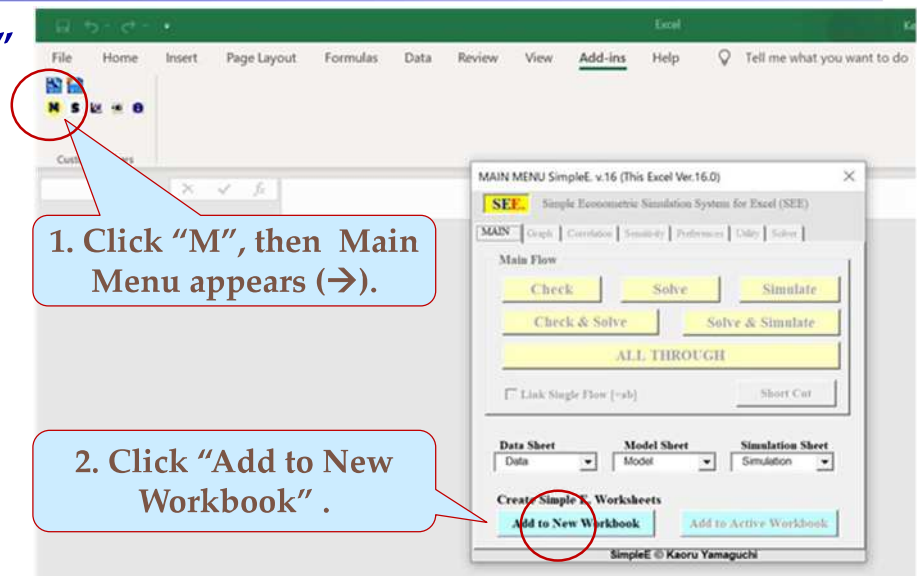 ”
Excel
File Home Insert Page Layout Formulas Data Review View Add-ins Help Tell me what you want to do
M S
1. Click “M”, then Main
Menu appears (→).
MAIN MENU SimpleE. v.16 (This Excel Ver.16.0)
SEE. Simple Econometric Simulation System for Excel (SEE)
MAIN Graph Correlation Sensitivity Preferences Utility Solver
Main Flow
Check Solve Simulate
Check & Solve Solve & Simulate
ALL THROUGH
Link Single Flow [=ab] Short Cut
Data Sheet Model Sheet Simulation Sheet
Data Model Simulation
2. Click “Add to New
Workbook” .
Create Simple E. Worksheets
Add to New Workbook Add to Active Workbook
SimpleE © Kaoru Yamaguchi